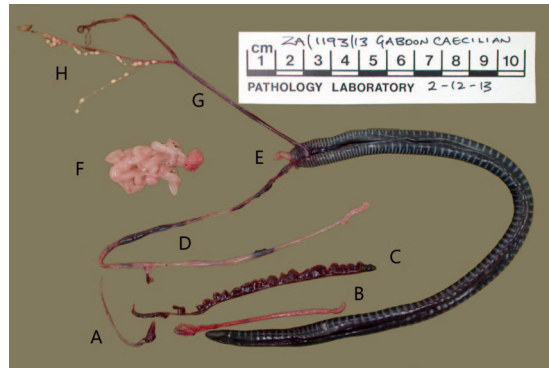 ZA/1193/13 GABOON CAECILIAN
cm
1 2 3 4 5 6 7 8 9 10
PATHOLOGY LABORATORY 2-12-13
H
G
F
E
D
C
B
A